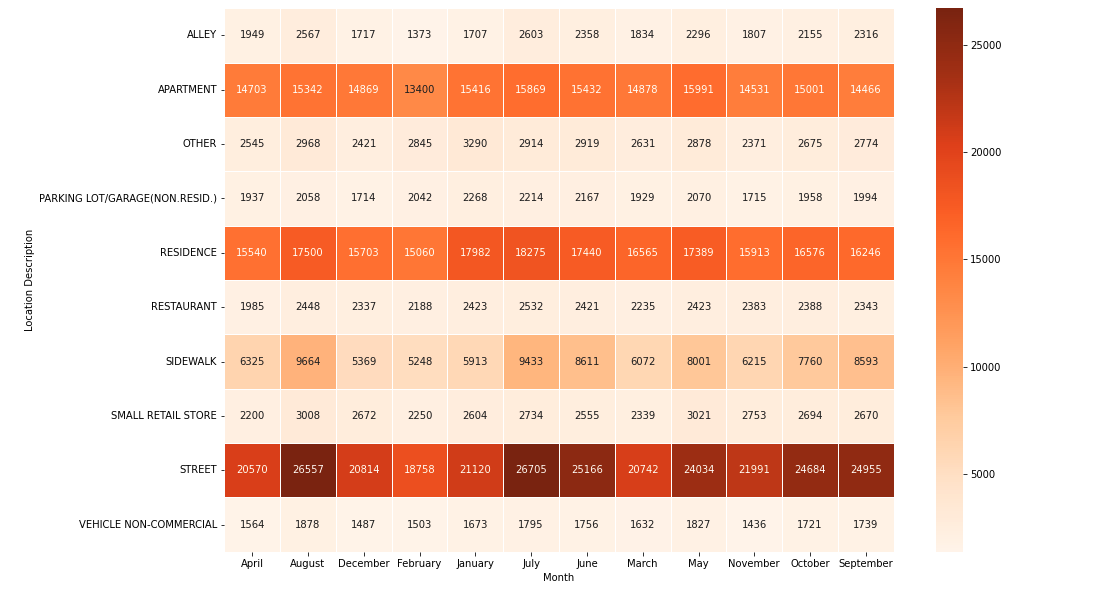 ALLEY 1949 2567 1717 1373 1707 2603 2358 1834 2296 1807 2155 2316
25000
APARTMENT 14703 15342 14869 13400 15416 15869 15432 14878 15991 14531 15001 14466
OTHER 2545 2968 2421 2845 3290 2914 2919 2631 2878 2371 2675 2774
20000
PARKING LOT/GARAGE(NON.RESID.) 1937 2058 1714 2042 2268 2214 2167 1929 2070 1715 1958 1994
RESIDENCE 15540 17500 15703 15060 17982 18275 17440 16565 17389 15913 16576 16246
15000
Location Description
RESTAURANT 1985 2448 2337 2188 2423 2532 2421 2235 2423 2383 2388 2343
SIDEWALK 6325 9664 5369 5248 5913 9433 8611 6072 8001 6215 7760 8593
10000
SMALL RETAIL STORE 2200 3008 2672 2250 2604 2734 2555 2339 3021 2753 2694 2670
STREET 20570 26557 20814 18758 21120 26705 25166 20742 24034 21991 24684 24955
5000
VEHICLE NON-COMMERCIAL 1564 1878 1487 1503 1673 1795 1756 1632 1827 1436 1721 1739
April August December February January July June March May November October September
Month